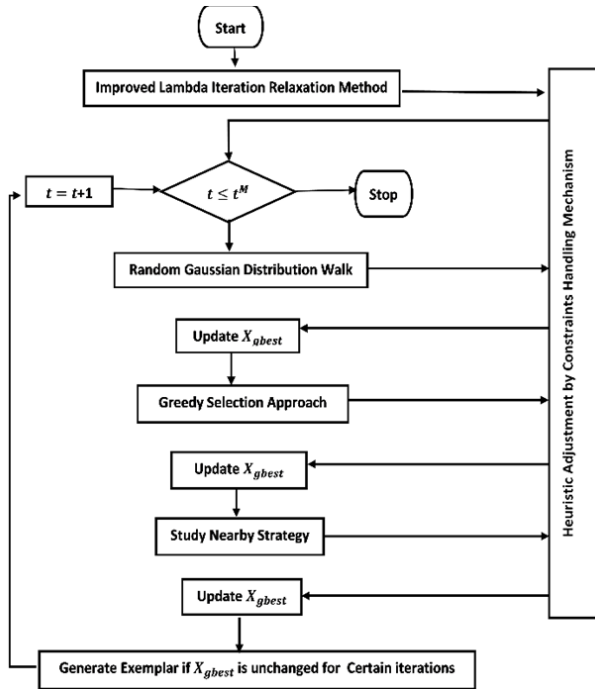 Start
Improved Lambda Iteration Relaxation Method
t = t+1
t ≤ t^M
Stop
Random Gaussian Distribution Walk
Update X_gbest
Greedy Selection Approach
Update X_gbest
Study Nearby Strategy
Update X_gbest
Generate Exemplar if X_gbest is unchanged for Certain iterations
Heuristic Adjustment by Constraints Handling Mechanism